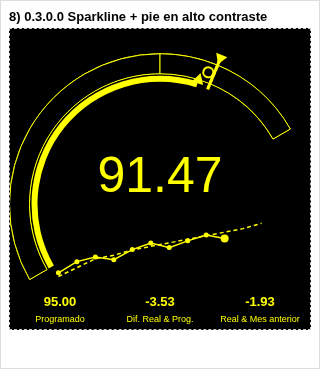 8) 0.3.0.0 Sparkline + pie en alto contraste
91.47
95.00 -3.53 -1.93
Programado Dif. Real & Prog. Real & Mes anterior